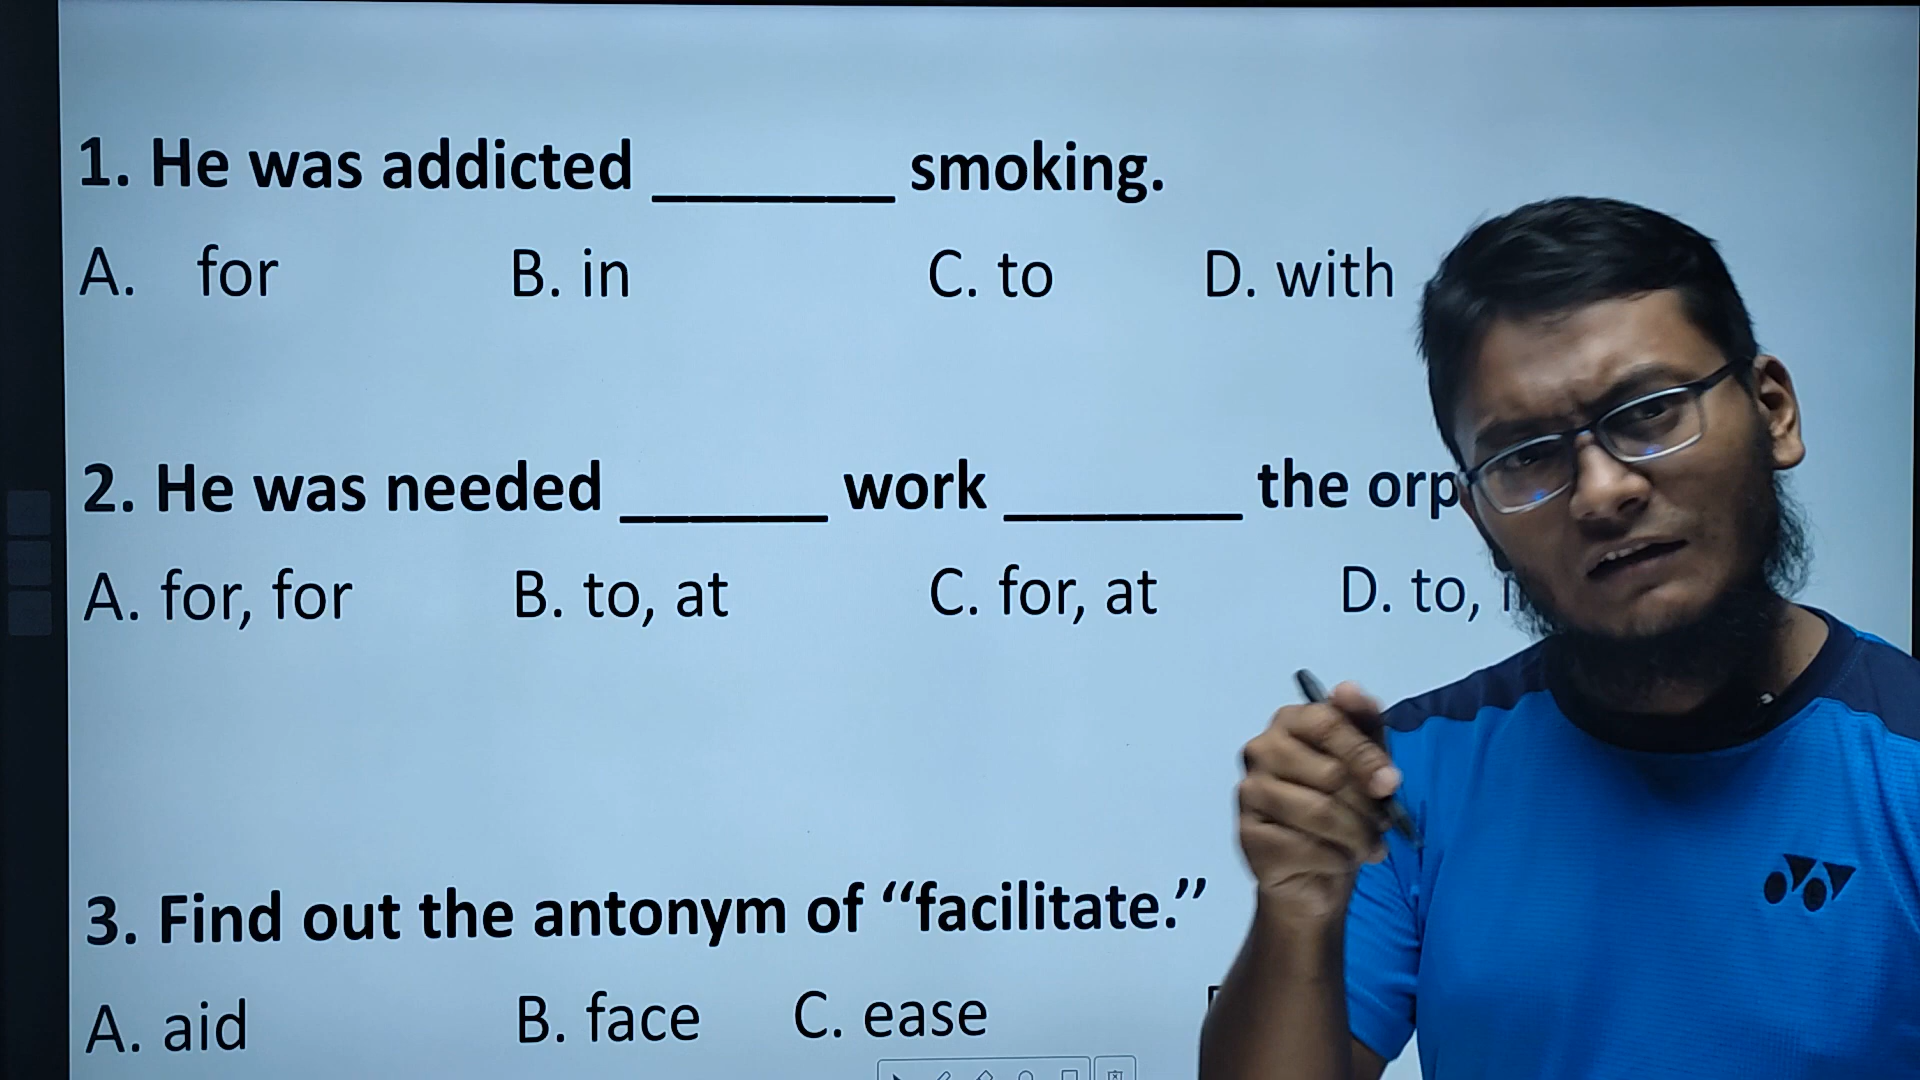 1. He was addicted _______ smoking.
A. for B. in C. to D. with
2. He was needed ______ work _______ the
A. for, for B. to, at C. for, at D. to,
3. Find out the antonym of “facilitate.”
A. aid B. face C. ease